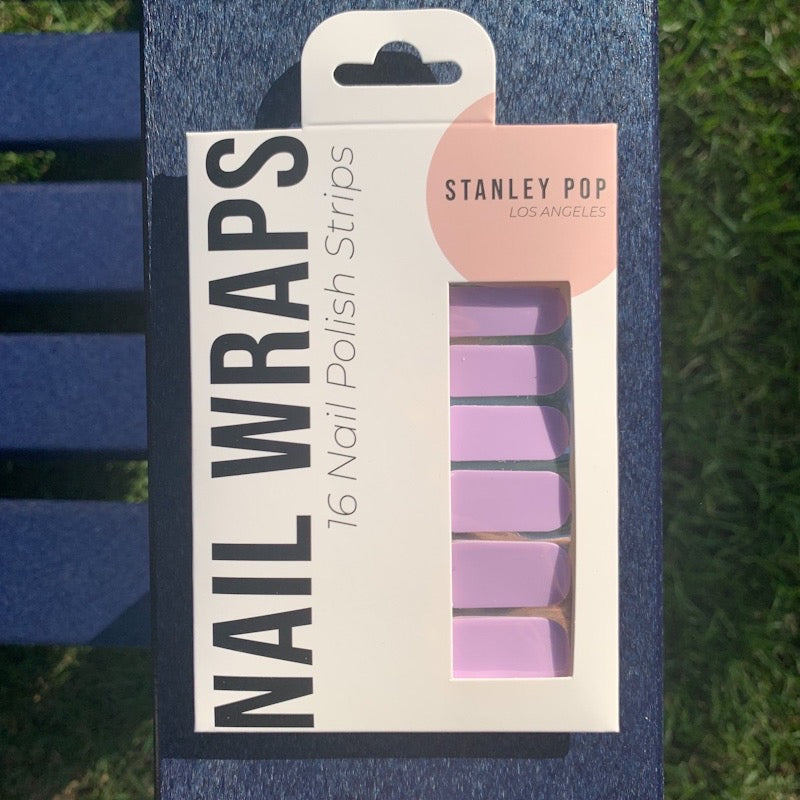 NAIL WRAPS
16 Nail Polish Strips
STANLEY POP
LOS ANGELES